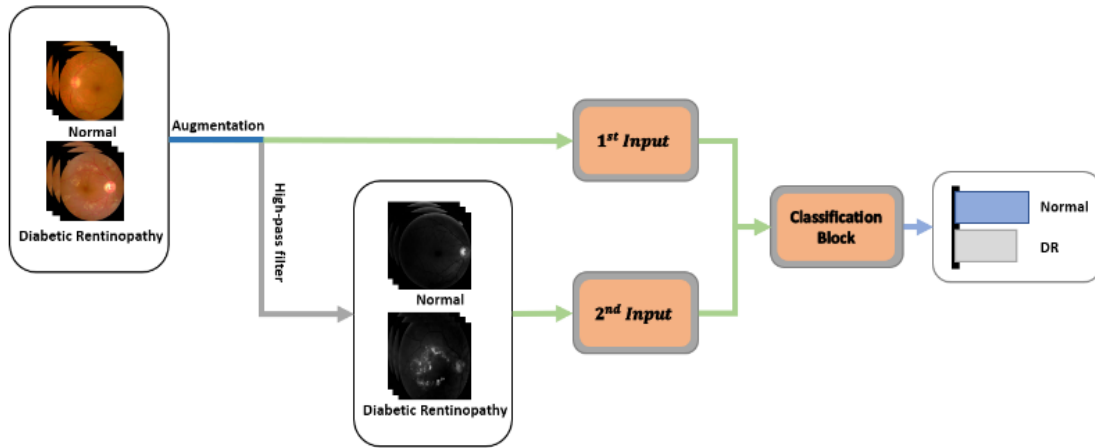 Normal
Diabetic Rentinopathy
Augmentation
High-pass filter
Normal
Diabetic Rentinopathy
1st Input
2nd Input
Classification
Block
Normal
DR